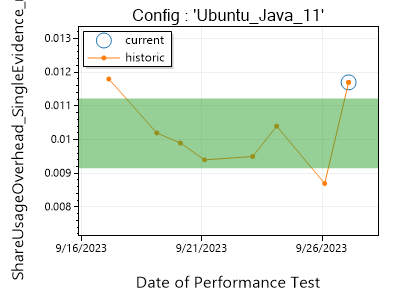 Config : 'Ubuntu_Java_11'
current
historic
0.013
0.012
0.011
0.01
0.009
0.008
ShareUsageOverhead_SingleEvidence_
9/16/2023
9/21/2023
9/26/2023
Date of Performance Test